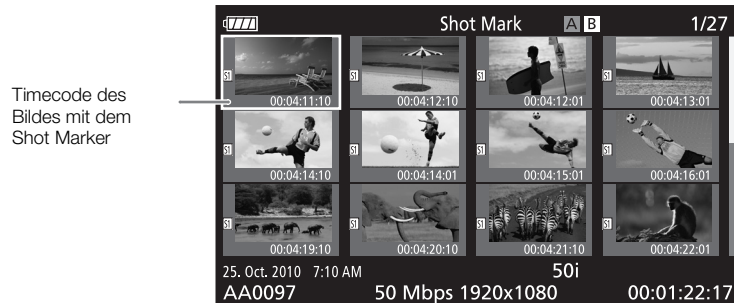 Shot Mark A B 1/27
Timecode des
Bildes mit dem
Shot Marker
S1 00:04:11:10
S1 00:04:12:10
S1 00:04:12:01
S1 00:04:13:01
S1 00:04:14:10
S1 00:04:14:01
S1 00:04:15:01
S1 00:04:16:01
S1 00:04:19:10
S1 00:04:20:10
S1 00:04:21:10
S1 00:04:22:01
25. Oct. 2010 7:10 AM 50i
AA0097 50 Mbps 1920x1080 00:01:22:17